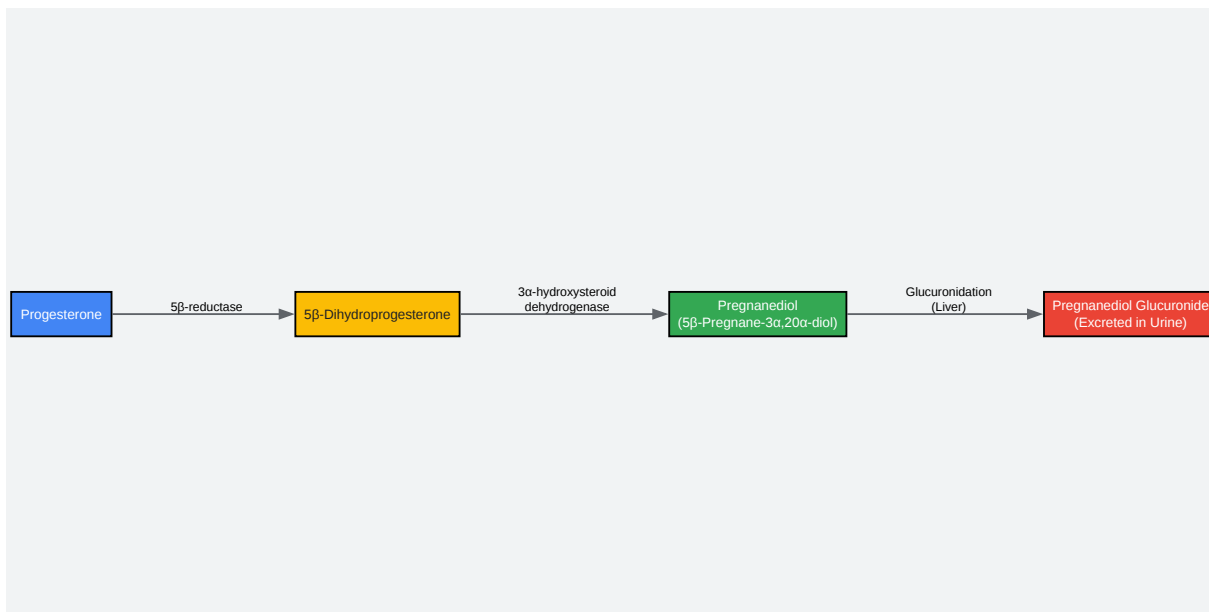 Progesterone
5β-reductase
5β-Dihydroprogesterone
3α-hydroxysteroid
dehydrogenase
Pregnanediol
(5β-Pregnane-3α,20α-diol)
Glucuronidation
(Liver)
Pregnanediol Glucuronide
(Excreted in Urine)